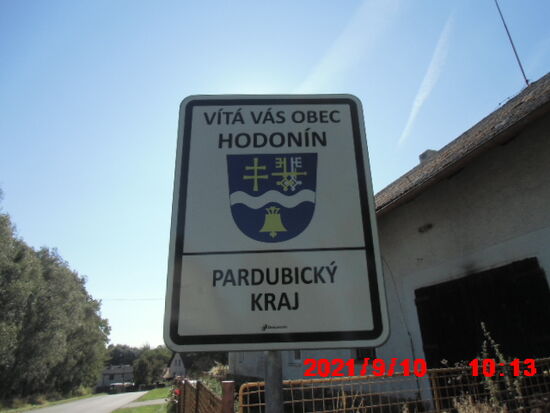 VÍTÁ VÁS OBEC
HODONÍN
PARDUBICKÝ
KRAJ
2021/9/10 10:13